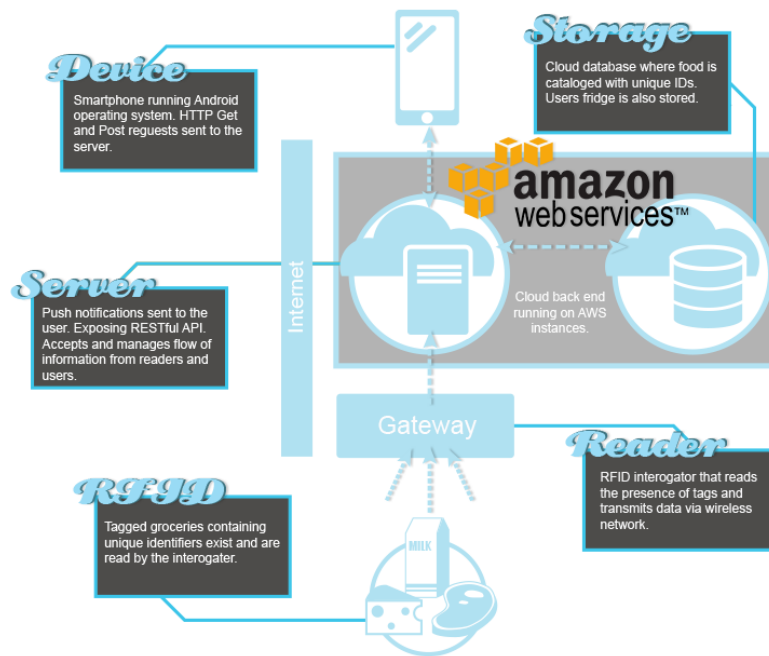 Device
Smartphone running Android
operating system. HTTP Get
and Post reguests sent to the
server.
Storage
Cloud database where food is
cataloged with unique IDs.
Users fridge is also stored.
amazon
web services™
Server
Push notifications sent to the
user. Exposing RESTful API.
Accepts and manages flow of
information from readers and
users.
Internet
Cloud back end
running on AWS
instances.
Gateway
Reader
RFID interogator that reads
the presence of tags and
transmits data via wireless
network.
RFID
Tagged groceries containing
unique identifiers exist and are
read by the interogater.
MILK